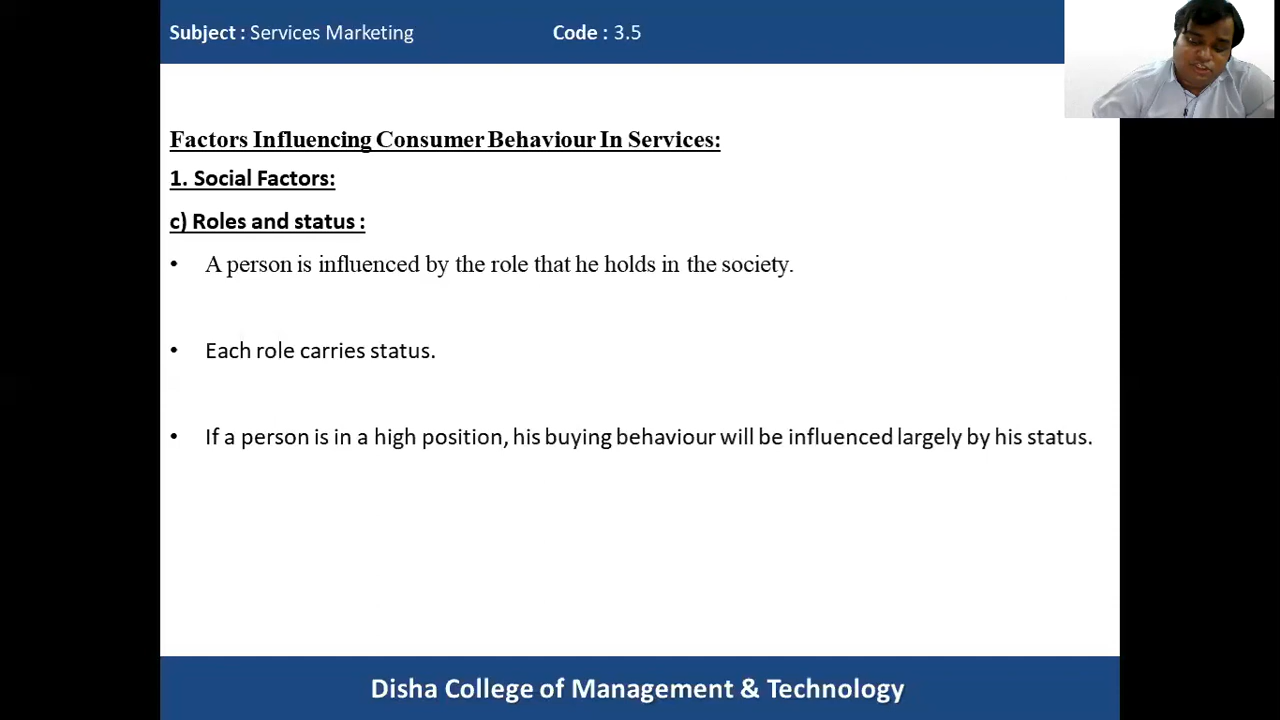 Subject : Services Marketing Code : 3.5
Factors Influencing Consumer Behaviour In Services:
1. Social Factors:
c) Roles and status :
• A person is influenced by the role that he holds in the society.
• Each role carries status.
• If a person is in a high position, his buying behaviour will be influenced largely by his status.
Disha College of Management & Technology